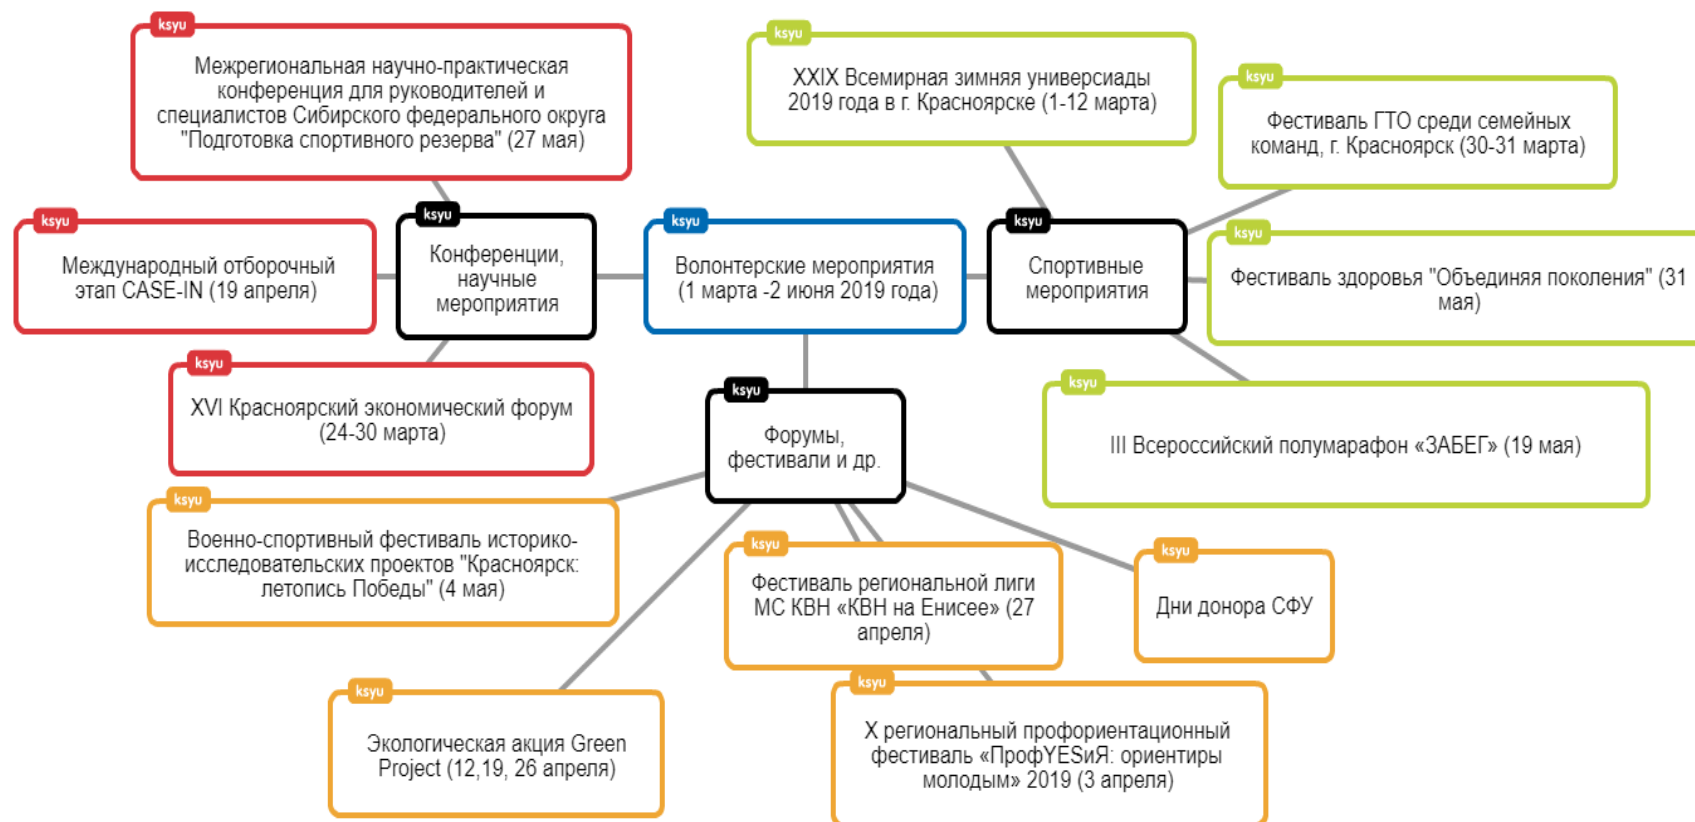 ksyu
Межрегиональная научно-практическая
конференция для руководителей и
специалистов Сибирского федерального округа
"Подготовка спортивного резерва" (27 мая)
ksyu
XXIX Всемирная зимняя универсиады
2019 года в г. Красноярске (1-12 марта)
ksyu
Фестиваль ГТО среди семейных
команд, г. Красноярск (30-31 марта)
ksyu
Международный отборочный
этап CASE-IN (19 апреля)
ksyu
Конференции,
научные
мероприятия
ksyu
Волонтерские мероприятия
(1 марта -2 июня 2019 года)
ksyu
Спортивные
мероприятия
ksyu
Фестиваль здоровья "Объединяя поколения" (31
мая)
ksyu
XVI Красноярский экономический форум
(24-30 марта)
ksyu
Форумы,
фестивали и др.
ksyu
III Всероссийский полумарафон «ЗАБЕГ» (19 мая)
ksyu
Военно-спортивный фестиваль историко-
исследовательских проектов "Красноярск:
летопись Победы" (4 мая)
ksyu
Фестиваль региональной лиги
МС КВН «КВН на Енисее» (27
апреля)
ksyu
Дни донора СФУ
ksyu
Экологическая акция Green
Project (12,19, 26 апреля)
ksyu
X региональный профориентационный
фестиваль «ПрофYESиЯ: ориентиры
молодым» 2019 (3 апреля)